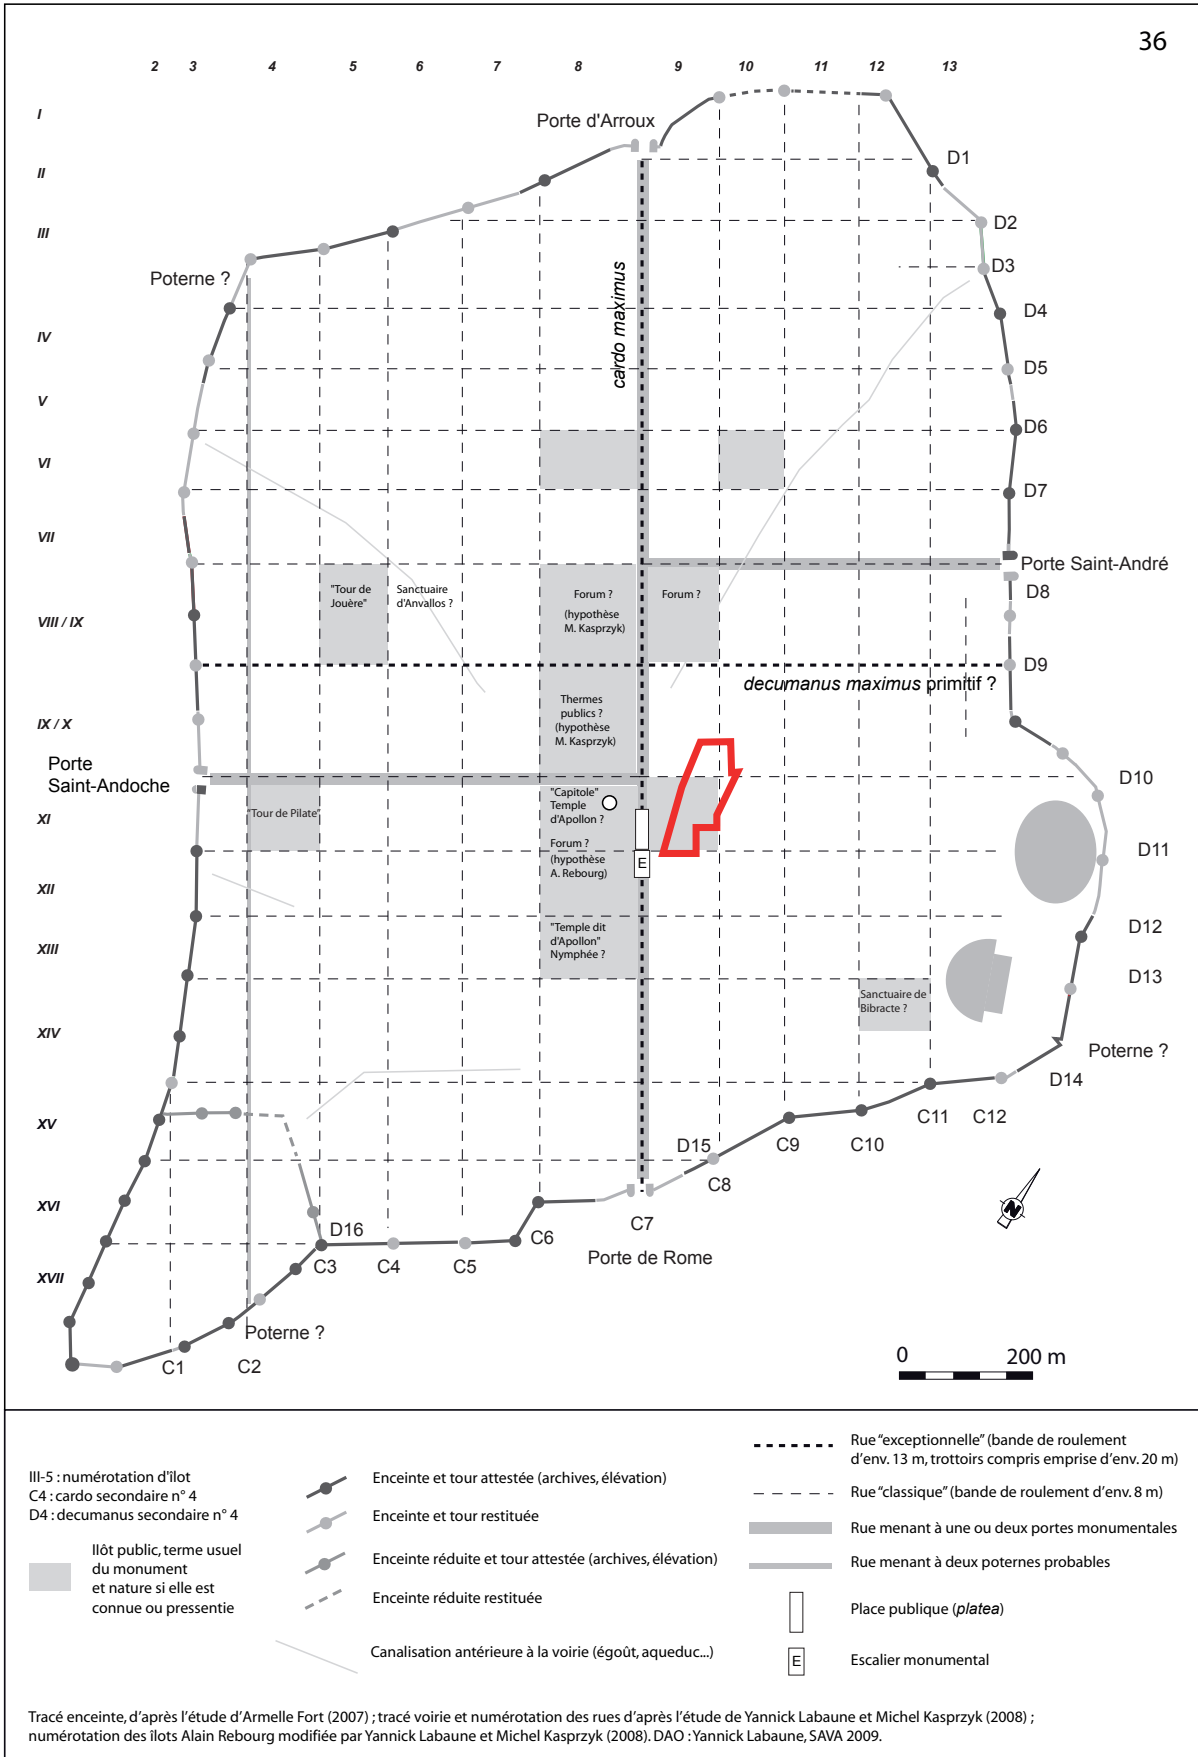 36
2 3 4 5 6 7 8 9 10 11 12 13
I
II
III
IV
V
VI
VII
VIII / IX
IX / X
XI
XII
XIII
XIV
XV
XVI
XVII
Porte d'Arroux
D1
D2
D3
Poterne ?
D4
cardo maximus
D5
D6
D7
Porte Saint-André
D8
"Tour de
Jouère"
Sanctuaire
d'Anvallos ?
Forum ?
(hypothèse
M. Kasprzyk)
Forum ?
D9
decumanus maximus primitif ?
Thermes
publics ?
(hypothèse
M. Kasprzyk)
Porte
Saint-Andoche
D10
"Tour de Pilate"
"Capitole"
Temple
d'Apollon ?
Forum ?
(hypothèse
A. Rebourg)
E
D11
D12
"Temple dit
d'Apollon"
Nymphée ?
D13
Sanctuaire de
Bibracte ?
Poterne ?
D14
C12
C11
C10
C9
D15
C8
C7
Porte de Rome
C6
C5
C4
D16
C3
Poterne ?
C2
C1
N
0 200 m
III-5 : numérotation d'îlot
C4 : cardo secondaire n° 4
D4 : decumanus secondaire n° 4
Ilôt public, terme usuel
du monument
et nature si elle est
connue ou pressentie
Enceinte et tour attestée (archives, élévation)
Enceinte et tour restituée
Enceinte réduite et tour attestée (archives, élévation)
Enceinte réduite restituée
Canalisation antérieure à la voirie (égoût, aqueduc...)
Rue "exceptionnelle" (bande de roulement
d'env. 13 m, trottoirs compris emprise d'env. 20 m)
Rue "classique" (bande de roulement d'env. 8 m)
Rue menant à une ou deux portes monumentales
Rue menant à deux poternes probables
Place publique (platea)
E
Escalier monumental
Tracé enceinte, d'après l'étude d'Armelle Fort (2007) ; tracé voirie et numérotation des rues d'après l'étude de Yannick Labaune et Michel Kasprzyk (2008) ;
numérotation des îlots Alain Rebourg modifiée par Yannick Labaune et Michel Kasprzyk (2008). DAO : Yannick Labaune, SAVA 2009.